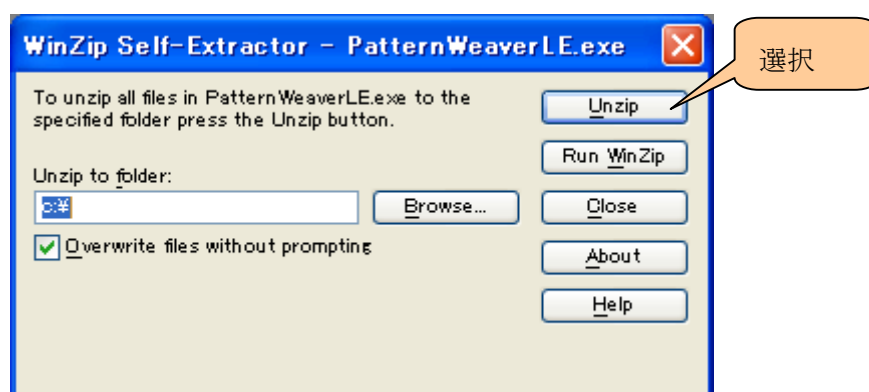 WinZip Self-Extractor - PatternWeaverLE.exe
選択
To unzip all files in PatternWeaverLE.exe to the
specified folder press the Unzip button.
Unzip
Run WinZip
Unzip to folder:
c:¥
Browse...
Close
Overwrite files without prompting
About
Help